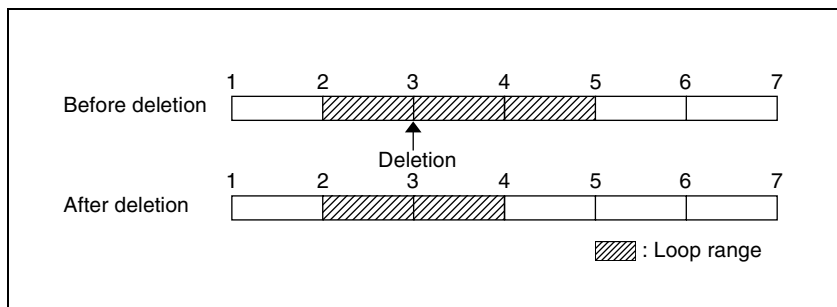 1 2 3 4 5 6 7
Before deletion
Deletion
1 2 3 4 5 6 7
After deletion
: Loop range